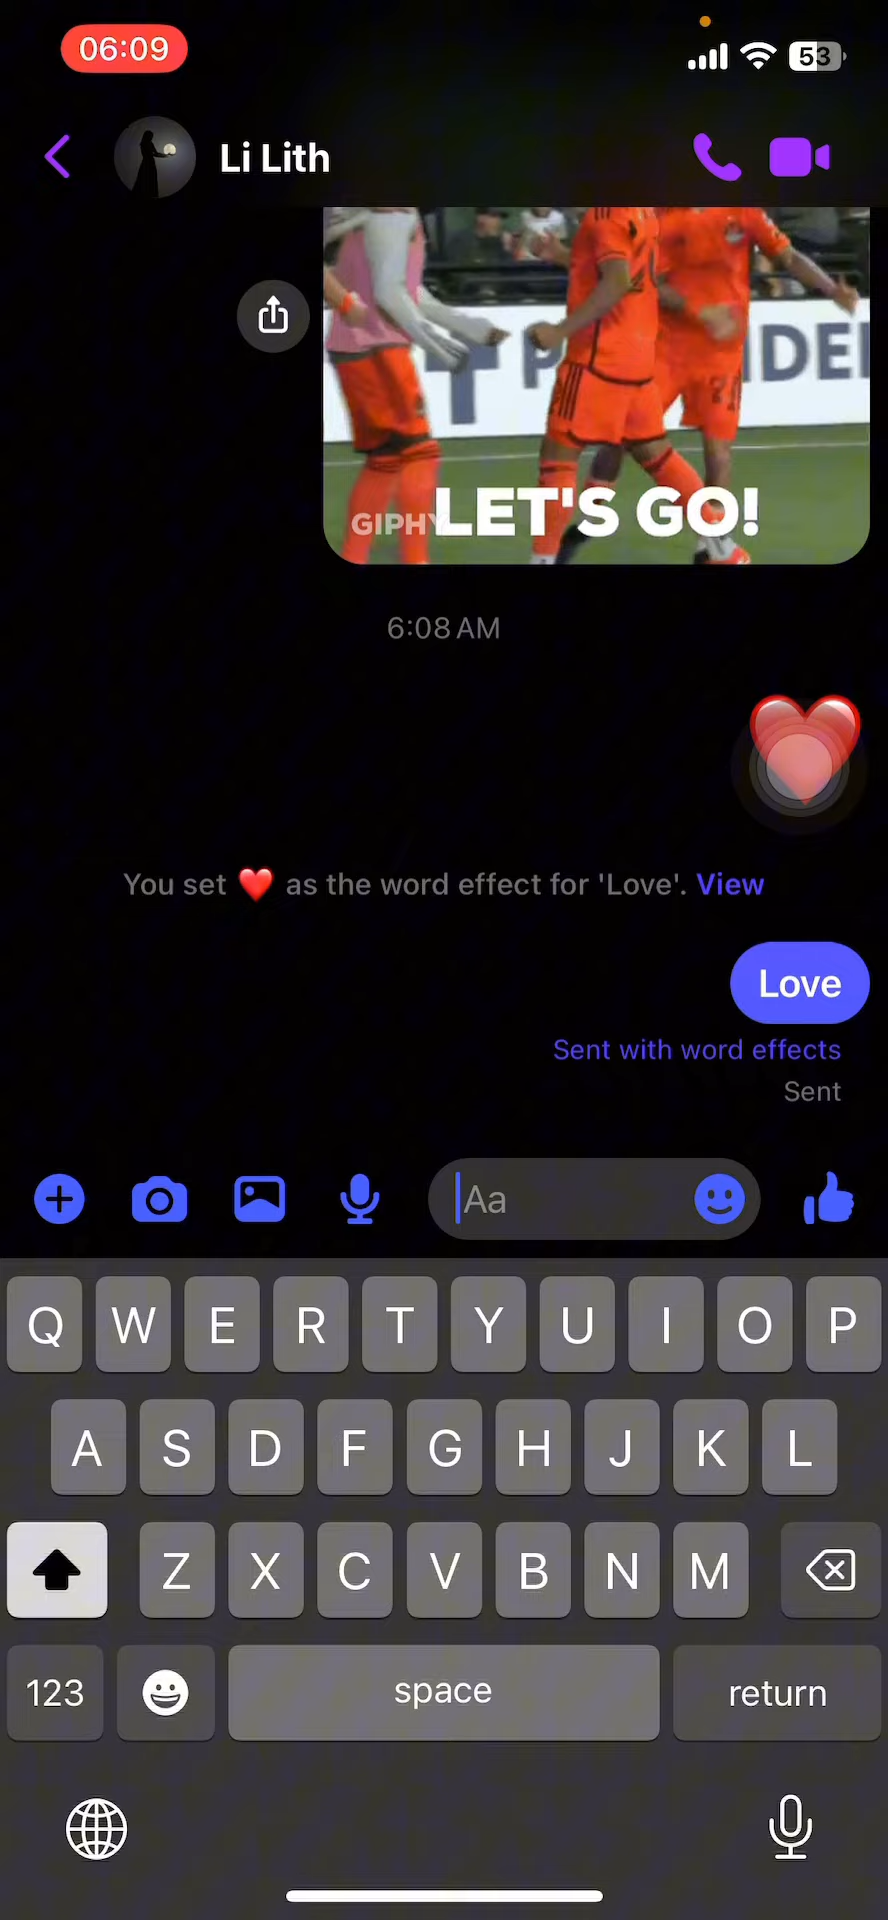 06:09
53
Li Lith
P
IDE
GIPHY
LET'S GO!
6:08 AM
You set ❤️ as the word effect for 'Love'. View
Love
Sent with word effects
Sent
Aa
Q W E R T Y U I O P
A S D F G H J K L
Z X C V B N M
123
space
return